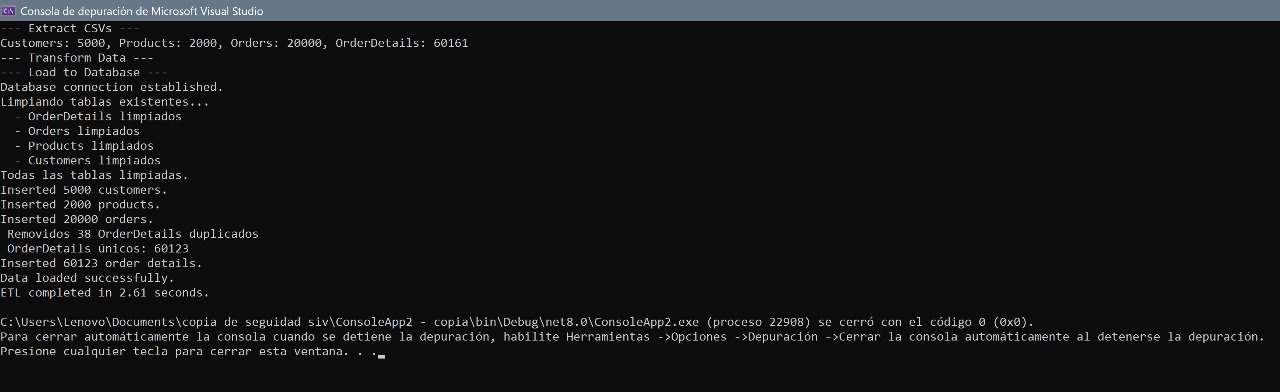 Consola de depuración de Microsoft Visual Studio
--- Extract CSVs ---
Customers: 5000, Products: 2000, Orders: 20000, OrderDetails: 60161
--- Transform Data ---
--- Load to Database ---
Database connection established.
Limpiando tablas existentes...
  - OrderDetails limpiados
  - Orders limpiados
  - Products limpiados
  - Customers limpiados
Todas las tablas limpiadas.
Inserted 5000 customers.
Inserted 2000 products.
Inserted 20000 orders.
 Removidos 38 OrderDetails duplicados
 OrderDetails únicos: 60123
Inserted 60123 order details.
Data loaded successfully.
ETL completed in 2.61 seconds.
C:\Users\Lenovo\Documents\copia de seguidad siv\ConsoleApp2 - copia\bin\Debug\net8.0\ConsoleApp2.exe (proceso 22908) se cerró con el código 0 (0x0).
Para cerrar automáticamente la consola cuando se detiene la depuración, habilite Herramientas ->Opciones ->Depuración ->Cerrar la consola automáticamente al detenerse la depuración.
Presione cualquier tecla para cerrar esta ventana. . .